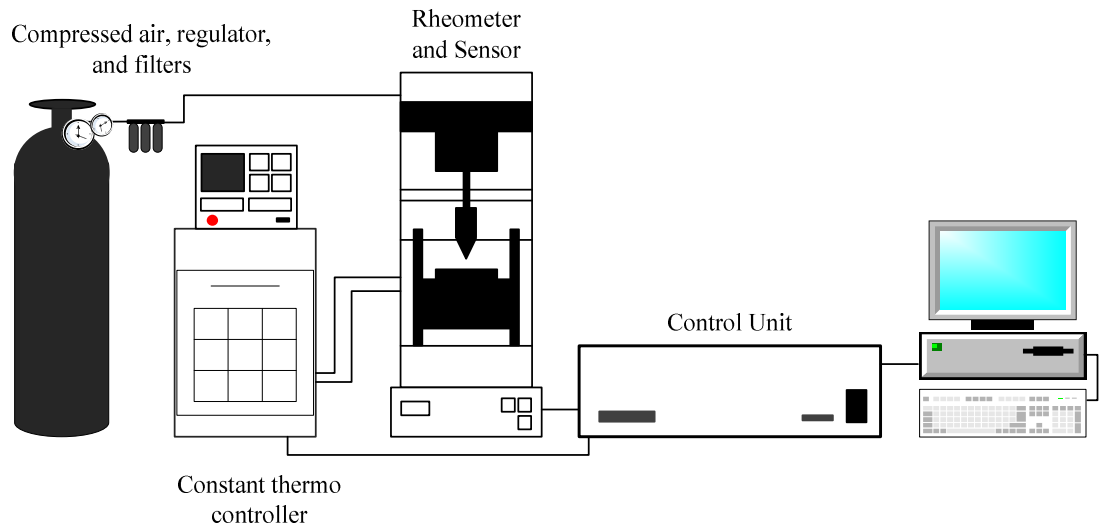 Rheometer
and Sensor
Compressed air, regulator,
and filters
Control Unit
Constant thermo
controller